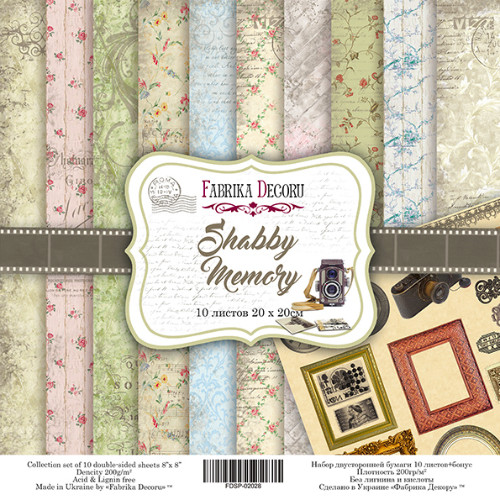 FABRIKA DECORU
Shabby
Memory
10 листов 20 x 20см
Collection set of 10 double-sided sheets 8"x 8"
Dencity 200g/m²
Acid & Lignin free
Made in Ukraine by «Fabrika Decoru» ™
FDSP-02028
Набор двусторонней бумаги 10 листов+бонус
Плотность 200гр/м²
Без лигнина и кислоты
Сделано в Украине «Фабрика Декору» ™